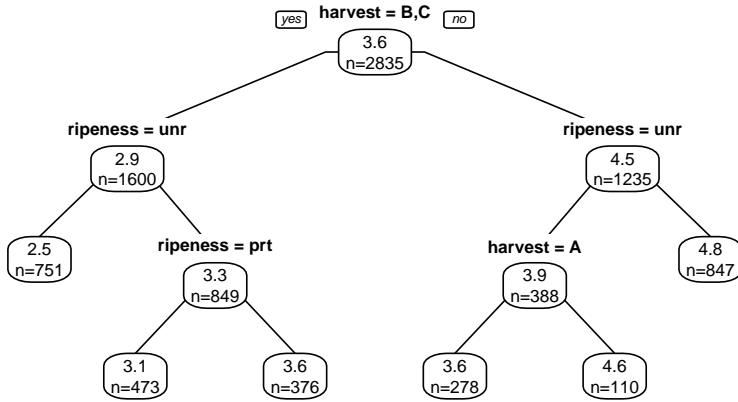 harvest = B,C
yes
no
3.6
n=2835
ripeness = unr
ripeness = unr
2.9
n=1600
4.5
n=1235
2.5
n=751
ripeness = prt
3.3
n=849
harvest = A
3.9
n=388
4.8
n=847
3.1
n=473
3.6
n=376
3.6
n=278
4.6
n=110